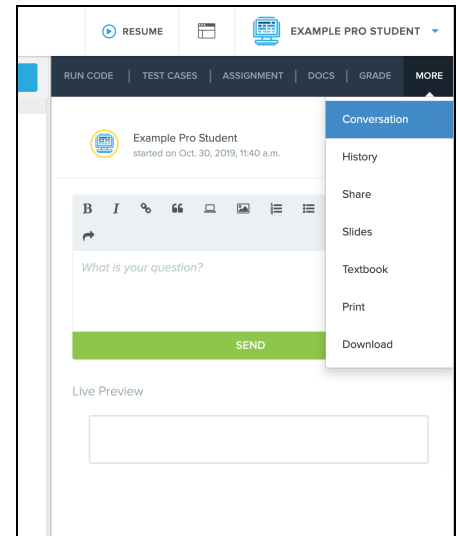 RESUME
EXAMPLE PRO STUDENT
RUN CODE | TEST CASES | ASSIGNMENT | DOCS | GRADE MORE
Conversation
Example Pro Student
started on Oct. 30, 2019, 11:40 a.m.
History
Share
Slides
Textbook
Print
Download
B I
What is your question?
SEND
Live Preview